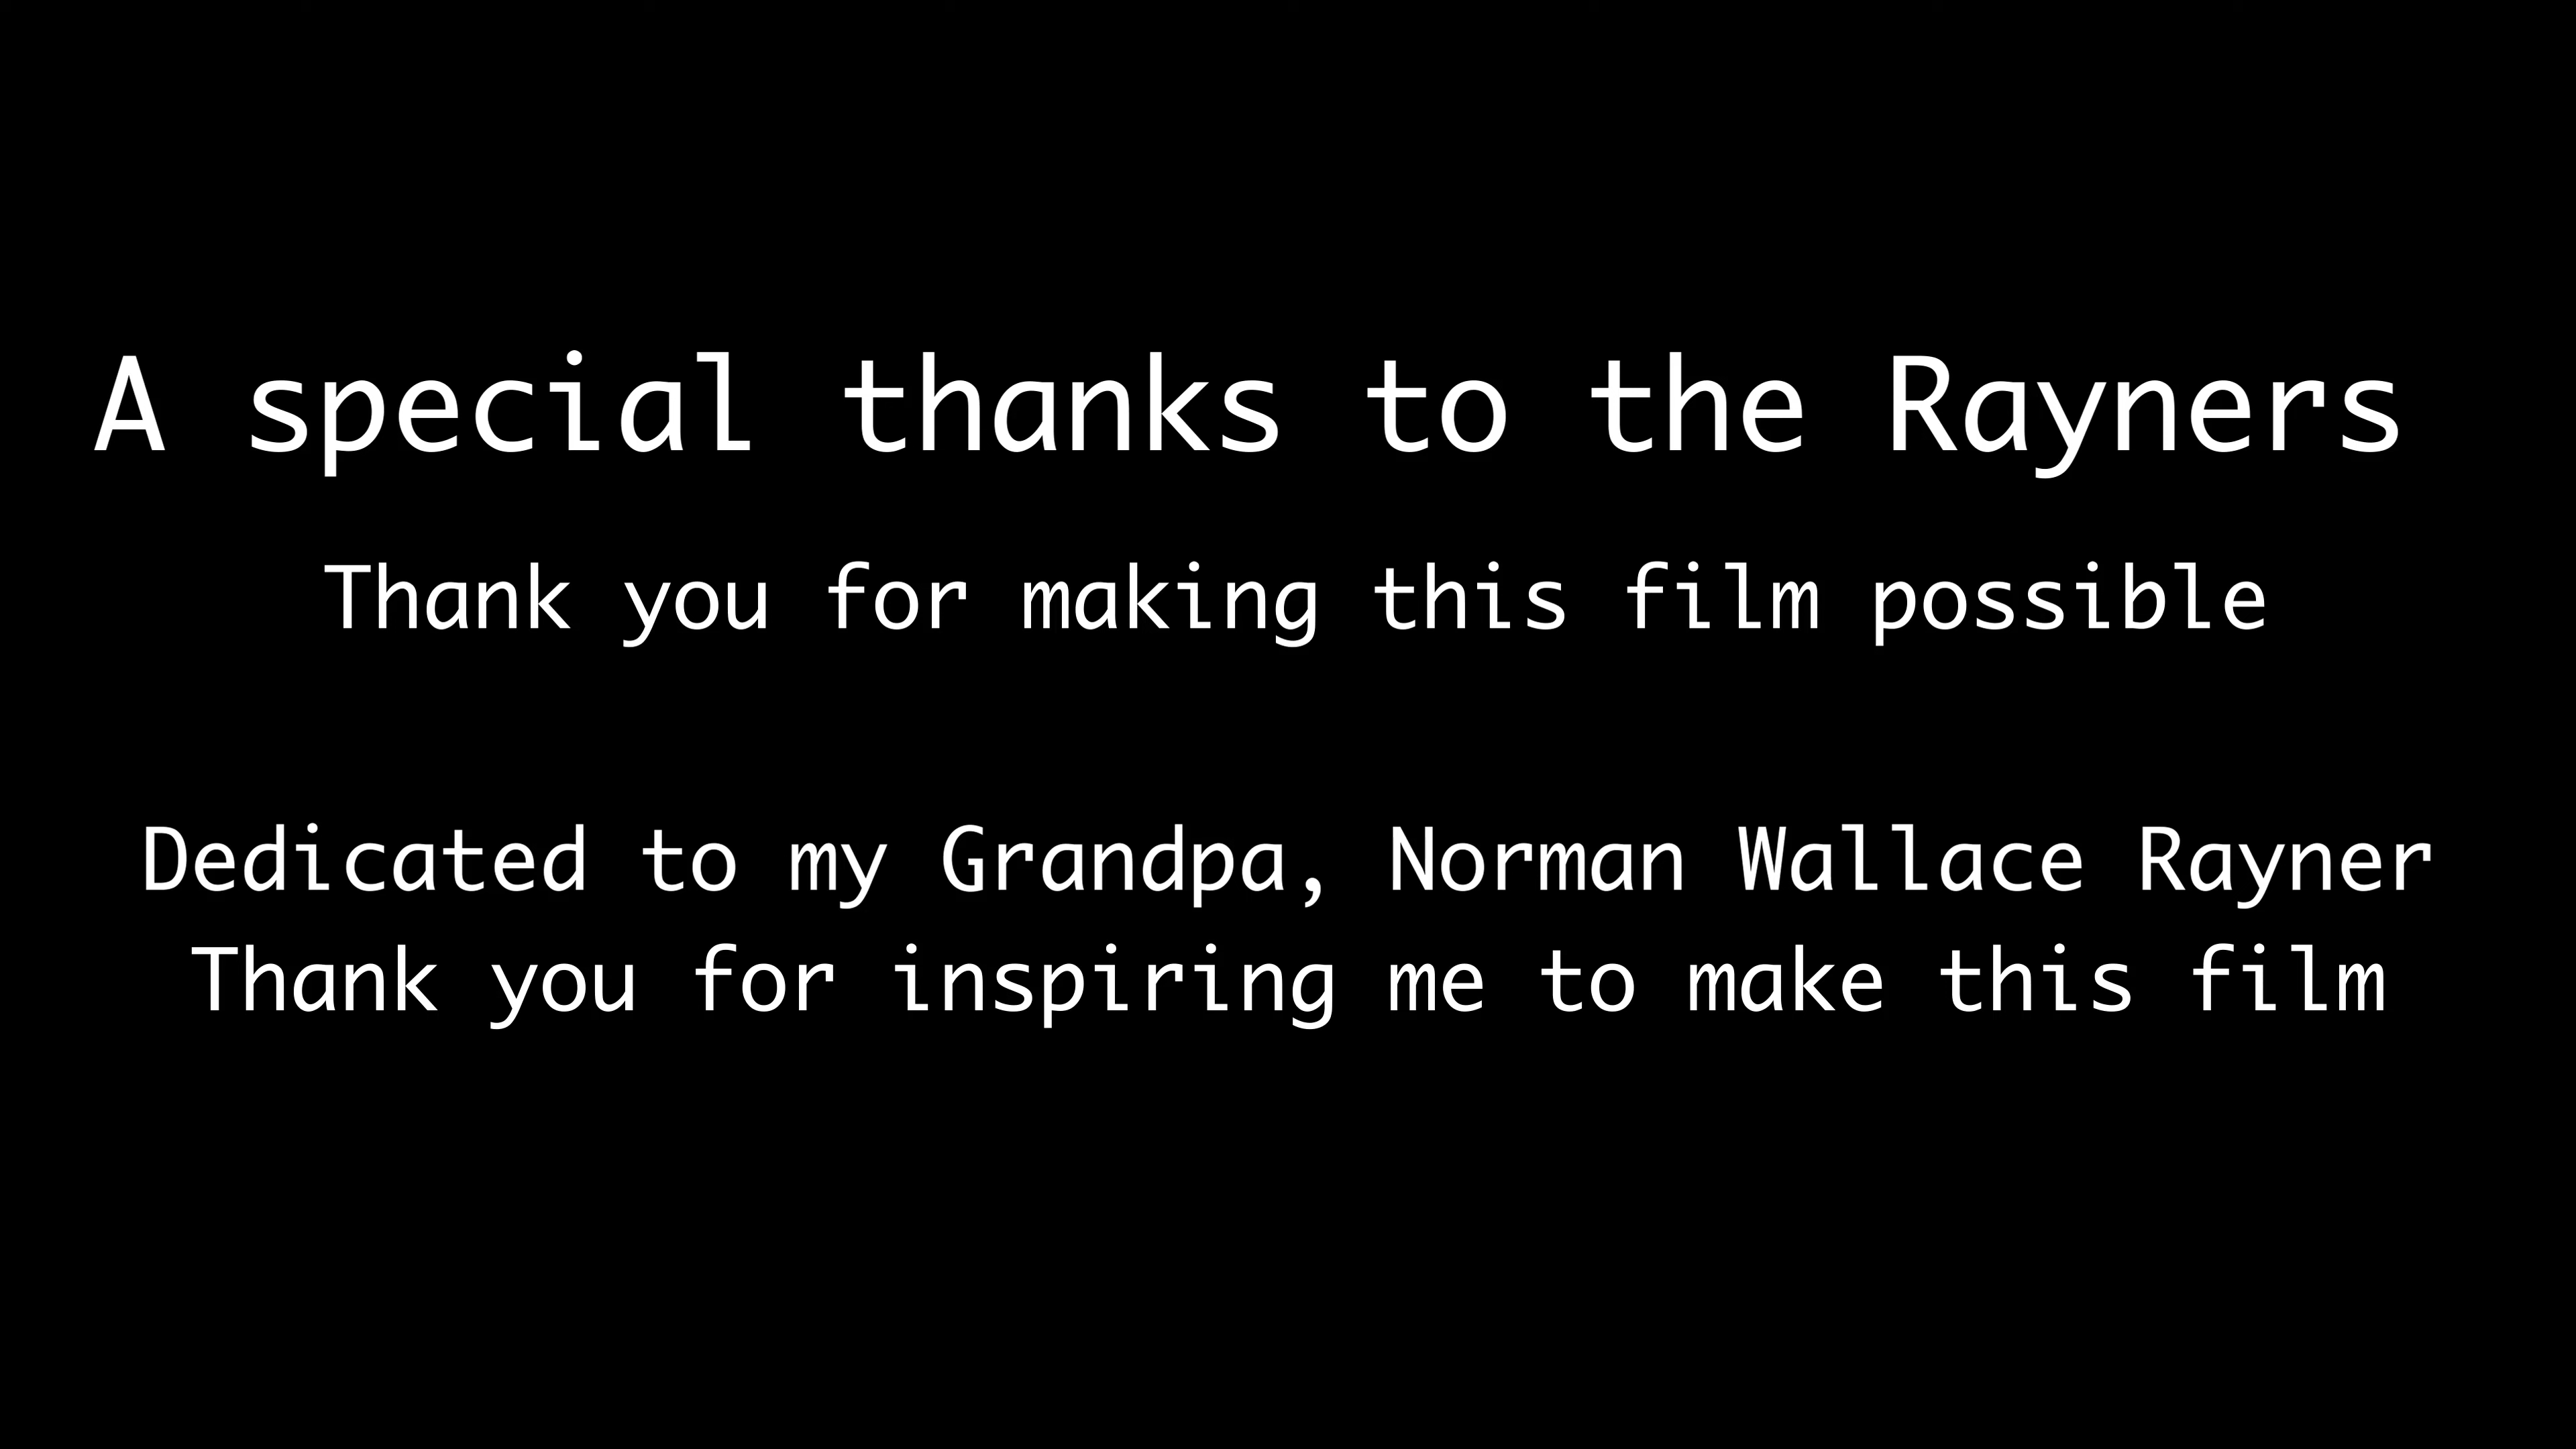 A special thanks to the Rayners
Thank you for making this film possible
Dedicated to my Grandpa, Norman Wallace Rayner
Thank you for inspiring me to make this film